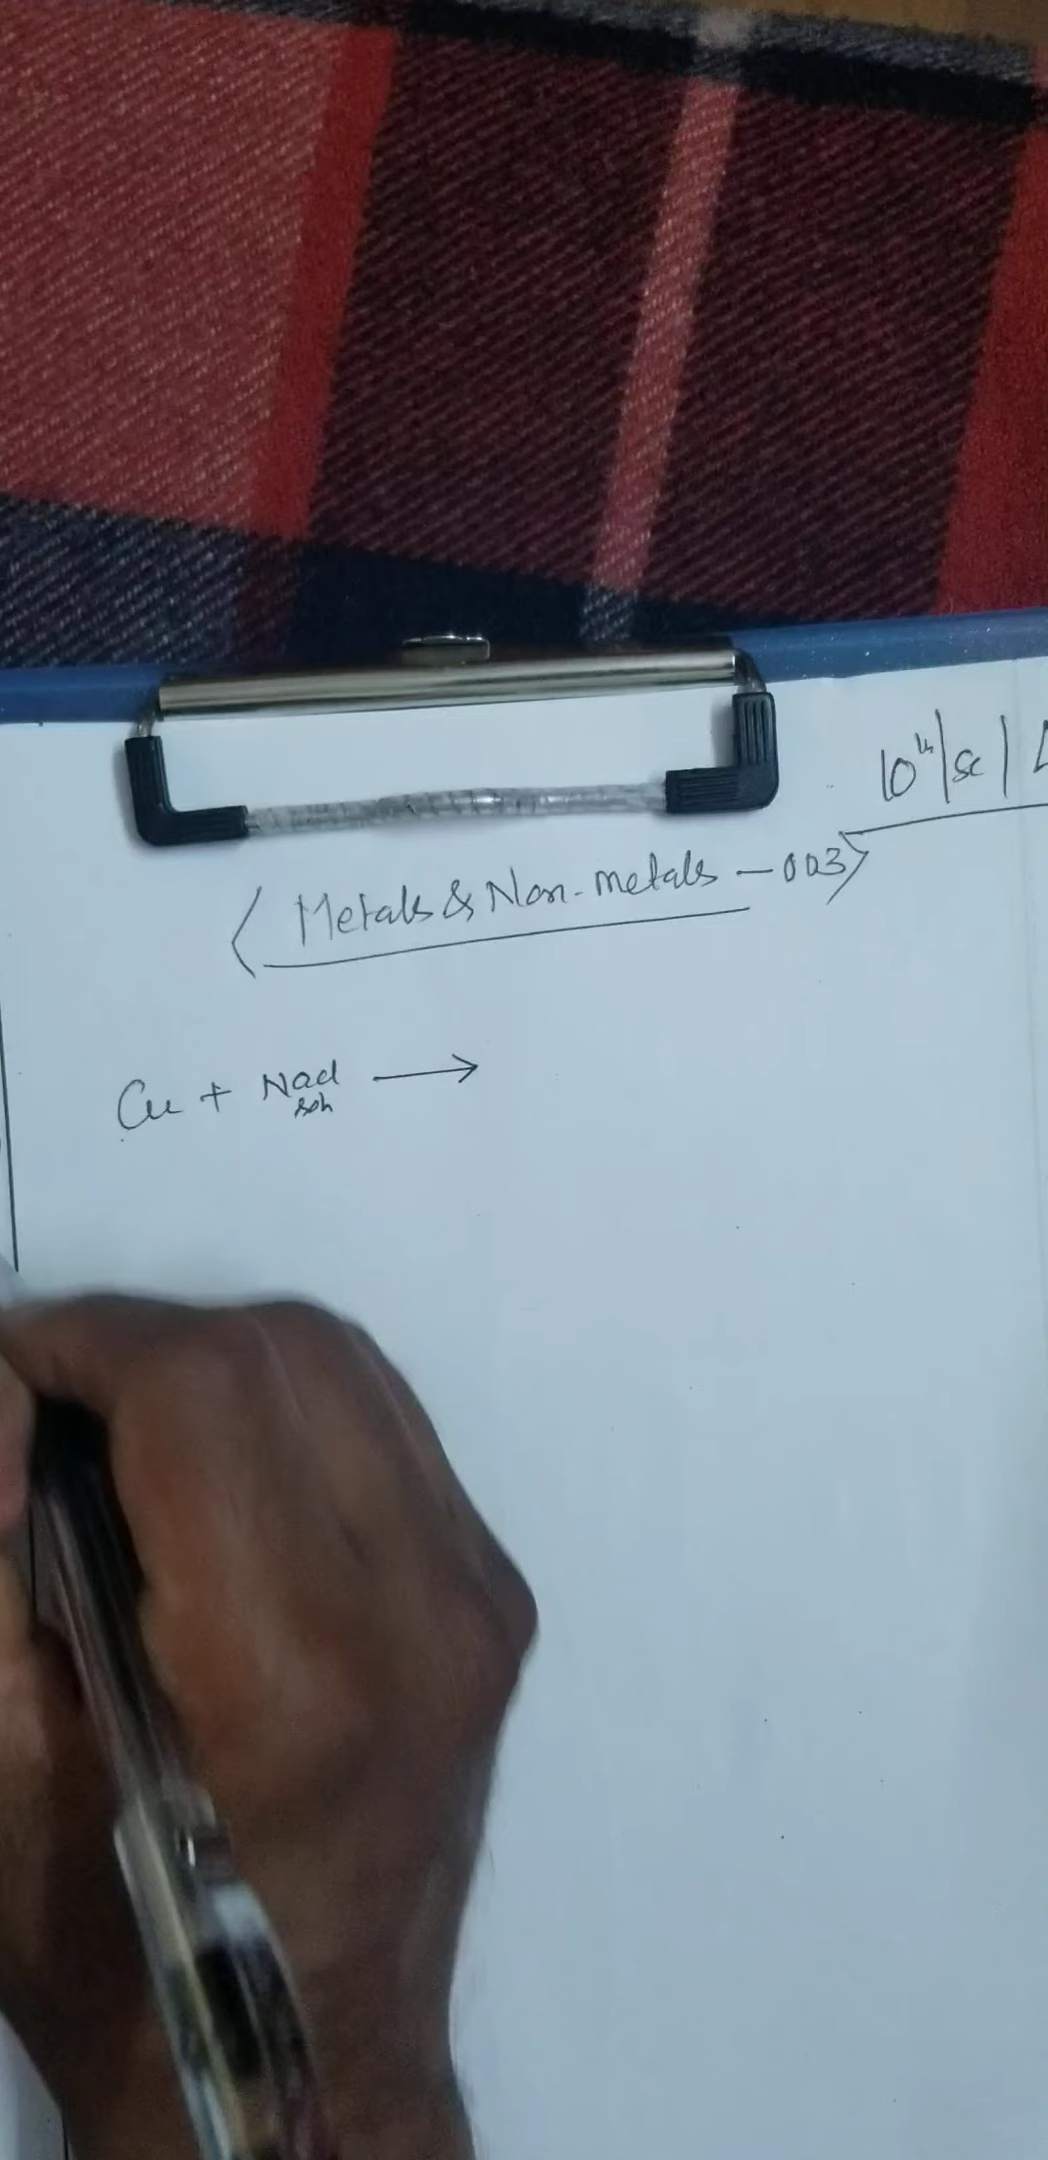 10th | Sc |
< Metals & Non-metals - 003 >
Cu + Nacl ⟶
soln